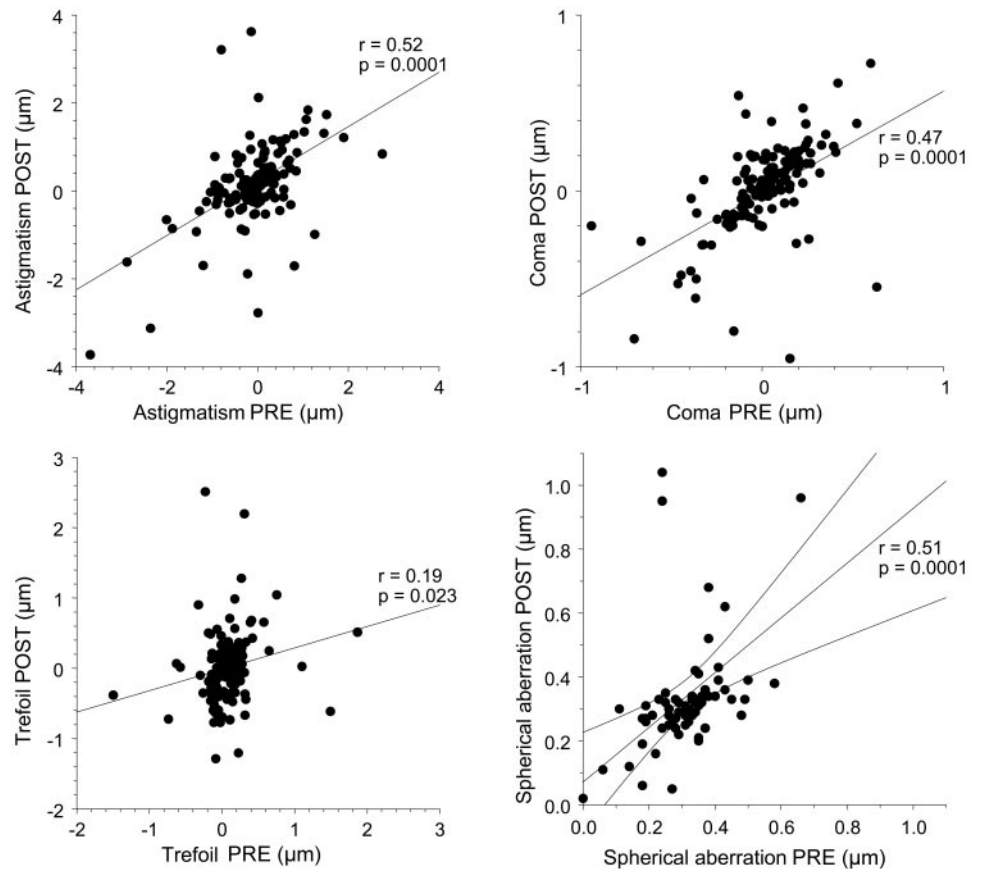 4
2
0
-2
-4
-4 -2 0 2 4
Astigmatism POST (µm)
Astigmatism PRE (µm)
r = 0.52
p = 0.0001
1
0
-1
-1 0 1
Coma POST (µm)
Coma PRE (µm)
r = 0.47
p = 0.0001
3
2
1
0
-1
-2
-2 -1 0 1 2 3
Trefoil POST (µm)
Trefoil PRE (µm)
r = 0.19
p = 0.023
1.0
0.8
0.6
0.4
0.2
0.0
0.0 0.2 0.4 0.6 0.8 1.0
Spherical aberration POST (µm)
Spherical aberration PRE (µm)
r = 0.51
p = 0.0001